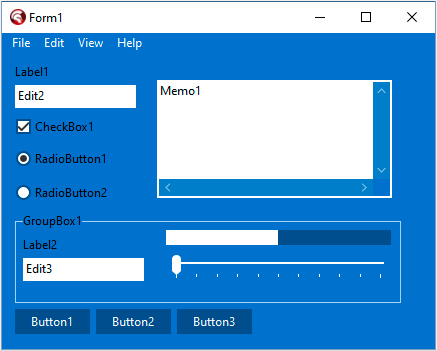 Form1
File Edit View Help
Label1
Edit2
Memo1
CheckBox1
RadioButton1
RadioButton2
GroupBox1
Label2
Edit3
Button1 Button2 Button3